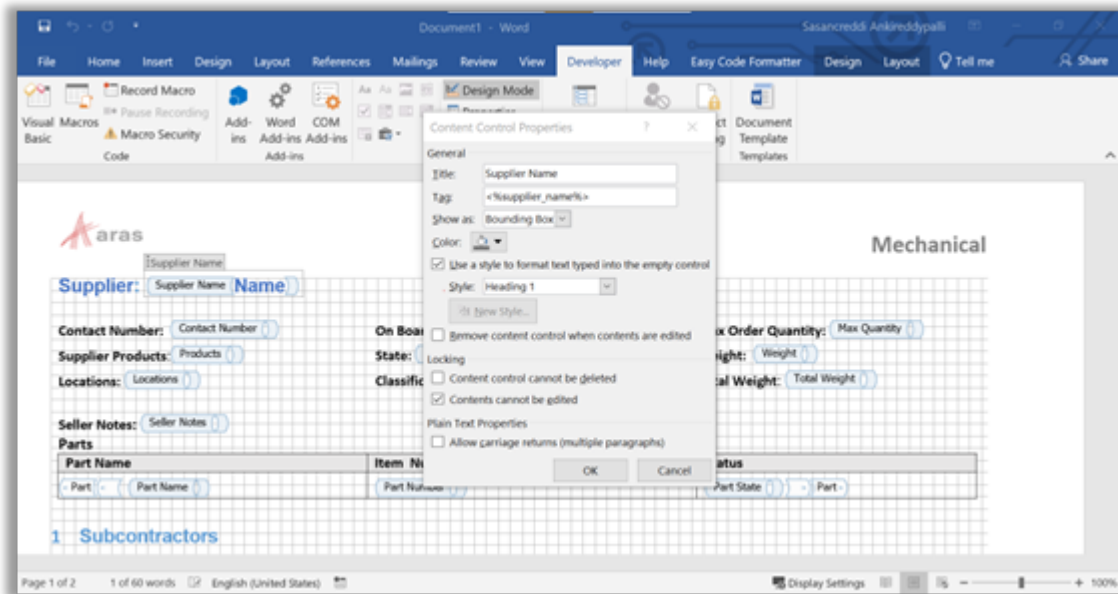 Document1 - Word
Sasancreddi Ankireddypalli
File Home Insert Design Layout References Mailings Review View Developer Help Easy Code Formatter Design Layout Tell me Share
Visual Basic
Macros
Record Macro
Pause Recording
Macro Security
Code
Add-ins
Word Add-ins
COM Add-ins
Add-ins
Design Mode
Document Template
Templates
Content Control Properties ? ×
General
Title: Supplier Name
Tag: <%supplier_name%>
Show as: Bounding Box
Color:
Use a style to format text typed into the empty control
Style: Heading 1
New Style...
Remove content control when contents are edited
Locking
Content control cannot be deleted
Contents cannot be edited
Plain Text Properties
Allow carriage returns (multiple paragraphs)
OK Cancel
aras
Mechanical
Supplier Name
Supplier: Supplier Name Name
Contact Number: Contact Number
On Boar
x Order Quantity: Max Quantity
Supplier Products: Products
State:
ight: Weight
Locations: Locations
Classific
tal Weight: Total Weight
Seller Notes: Seller Notes
Parts
Part Name Item Nu tatus
Part Part Name Part Number Part State Part
1 Subcontractors
Page 1 of 2 1 of 60 words English (United States) Display Settings - + 100%